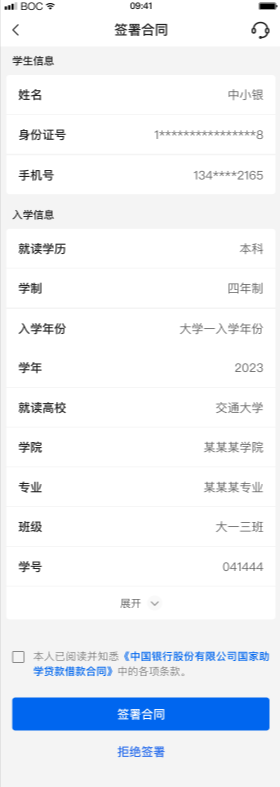 BOC 09:41
签署合同
学生信息
姓名 中小银
身份证号 1****************8
手机号 134****2165
入学信息
就读学历 本科
学制 四年制
入学年份 大学一入学年份
学年 2023
就读高校 交通大学
学院 某某某学院
专业 某某某专业
班级 大一三班
学号 041444
展开
本人已阅读并知悉《中国银行股份有限公司国家助
学贷款借款合同》中的各项条款。
签署合同
拒绝签署